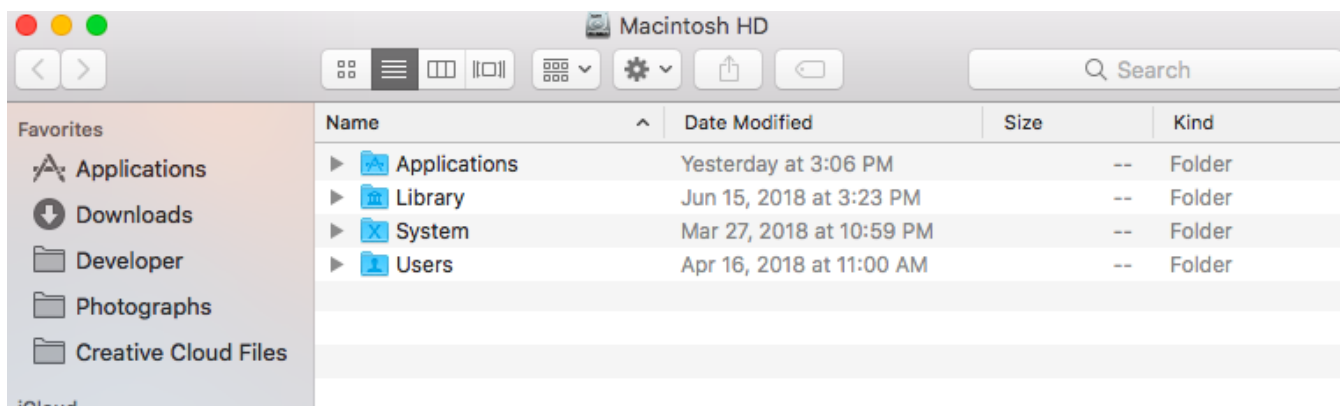 Macintosh HD
Search
Favorites
Applications
Downloads
Developer
Photographs
Creative Cloud Files
iCloud
Name Date Modified Size Kind
Applications Yesterday at 3:06 PM -- Folder
Library Jun 15, 2018 at 3:23 PM -- Folder
System Mar 27, 2018 at 10:59 PM -- Folder
Users Apr 16, 2018 at 11:00 AM -- Folder